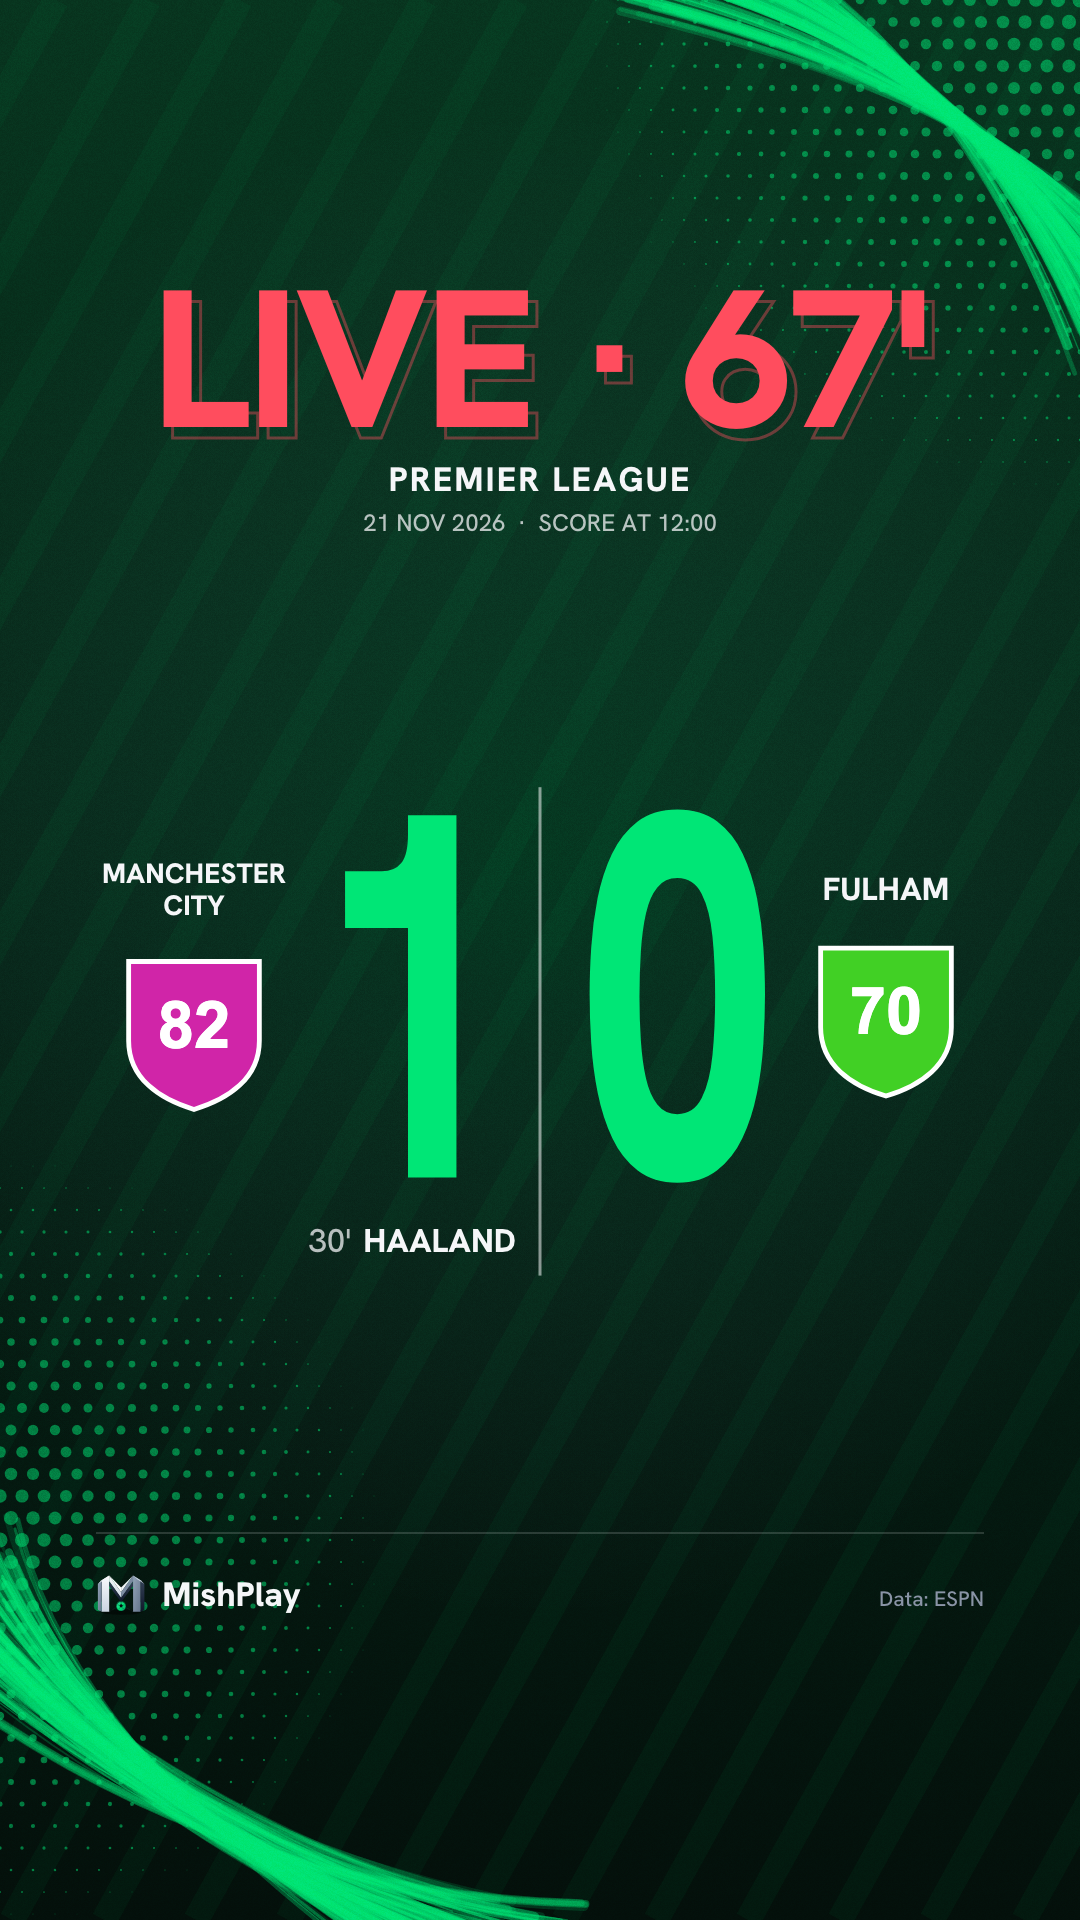 LIVE · 67'
PREMIER LEAGUE
21 NOV 2026 · SCORE AT 12:00
MANCHESTER
CITY
82
1
0
FULHAM
70
30' HAALAND
MishPlay
Data: ESPN